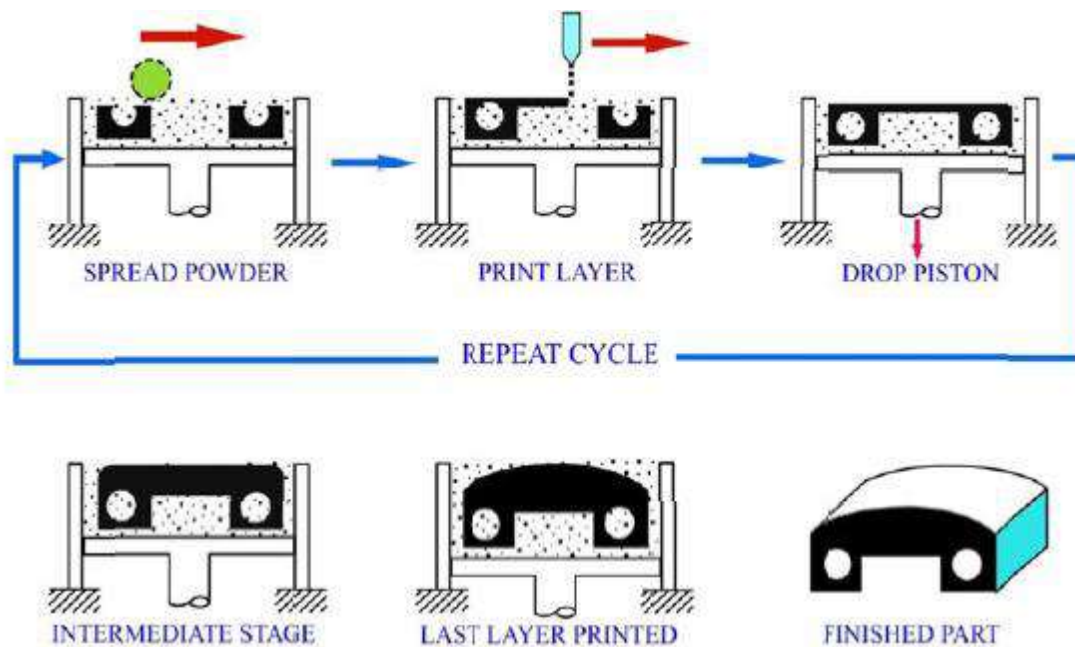 SPREAD POWDER
PRINT LAYER
DROP PISTON
REPEAT CYCLE
INTERMEDIATE STAGE
LAST LAYER PRINTED
FINISHED PART